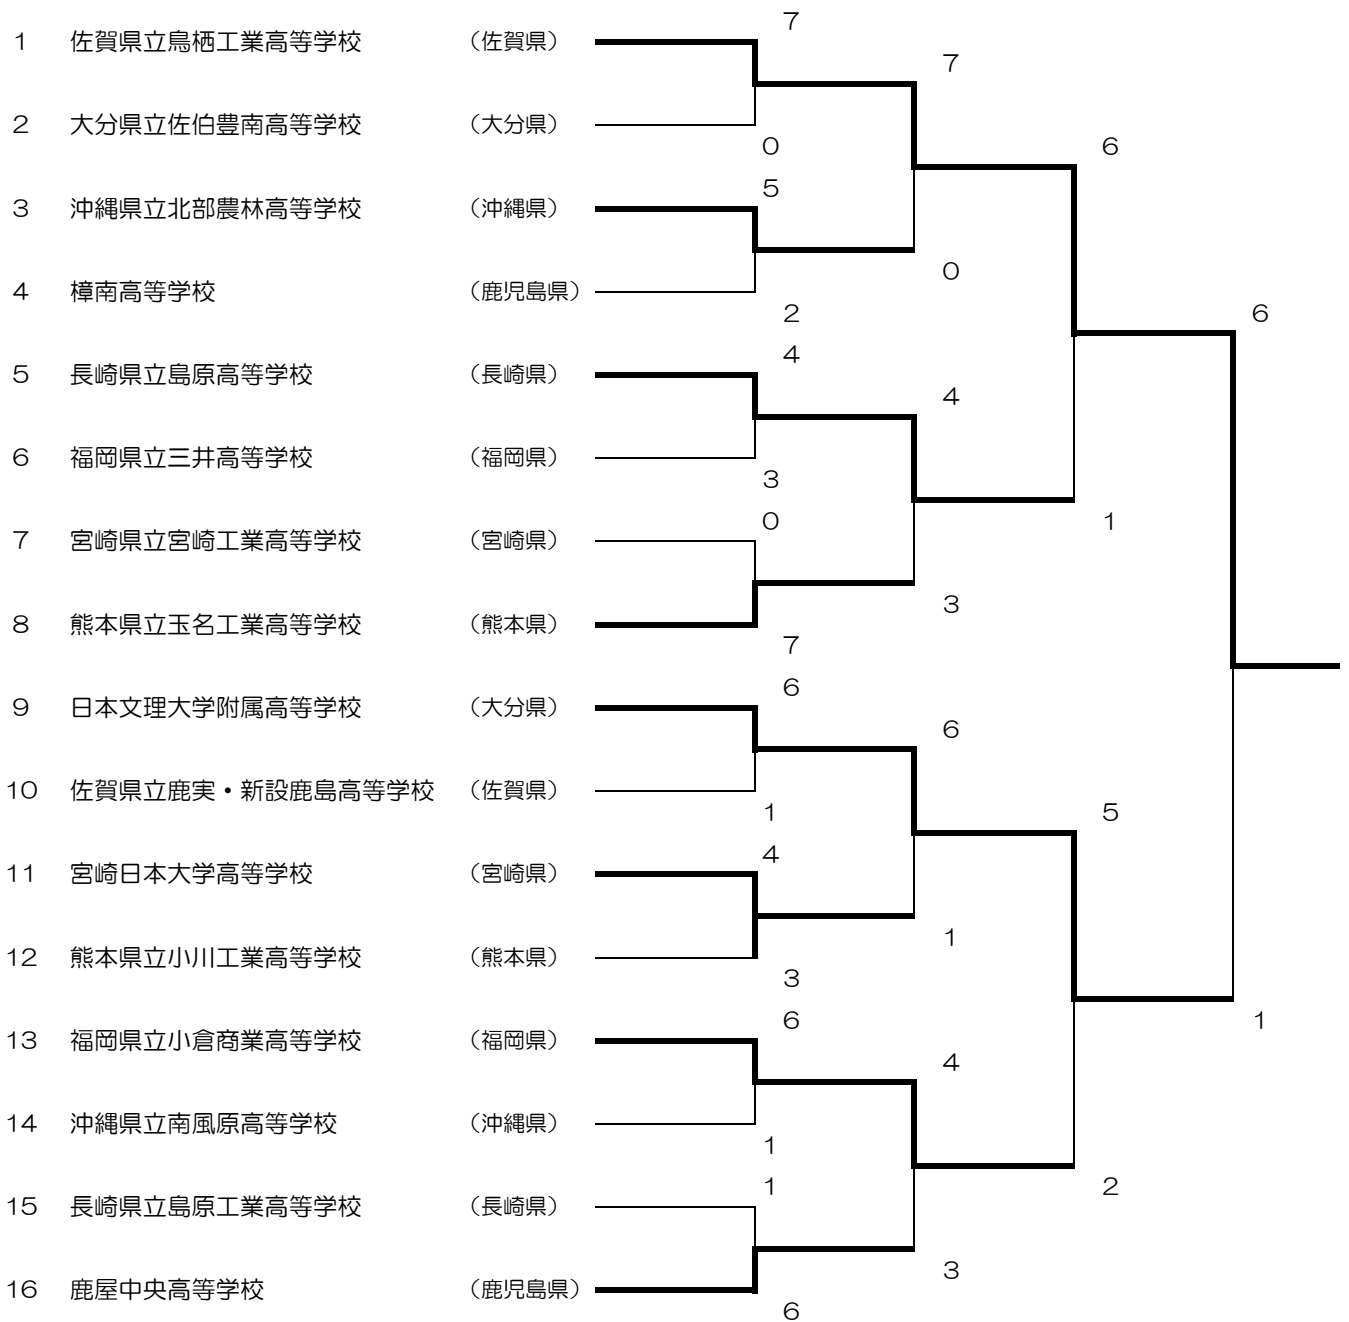 7
1 佐賀県立鳥栖工業高等学校 （佐賀県）
7
2 大分県立佐伯豊南高等学校 （大分県）
0 6
5
3 沖縄県立北部農林高等学校 （沖縄県）
0
4 樟南高等学校 （鹿児島県）
2 6
4
5 長崎県立島原高等学校 （長崎県）
4
6 福岡県立三井高等学校 （福岡県）
3
0 1
7 宮崎県立宮崎工業高等学校 （宮崎県）
3
8 熊本県立玉名工業高等学校 （熊本県）
7
6
9 日本文理大学附属高等学校 （大分県）
6
10 佐賀県立鹿実・新設鹿島高等学校 （佐賀県）
1 5
4
11 宮崎日本大学高等学校 （宮崎県）
1
12 熊本県立小川工業高等学校 （熊本県）
3
6 1
13 福岡県立小倉商業高等学校 （福岡県）
4
14 沖縄県立南風原高等学校 （沖縄県）
1
1 2
15 長崎県立島原工業高等学校 （長崎県）
3
16 鹿屋中央高等学校 （鹿児島県）
6